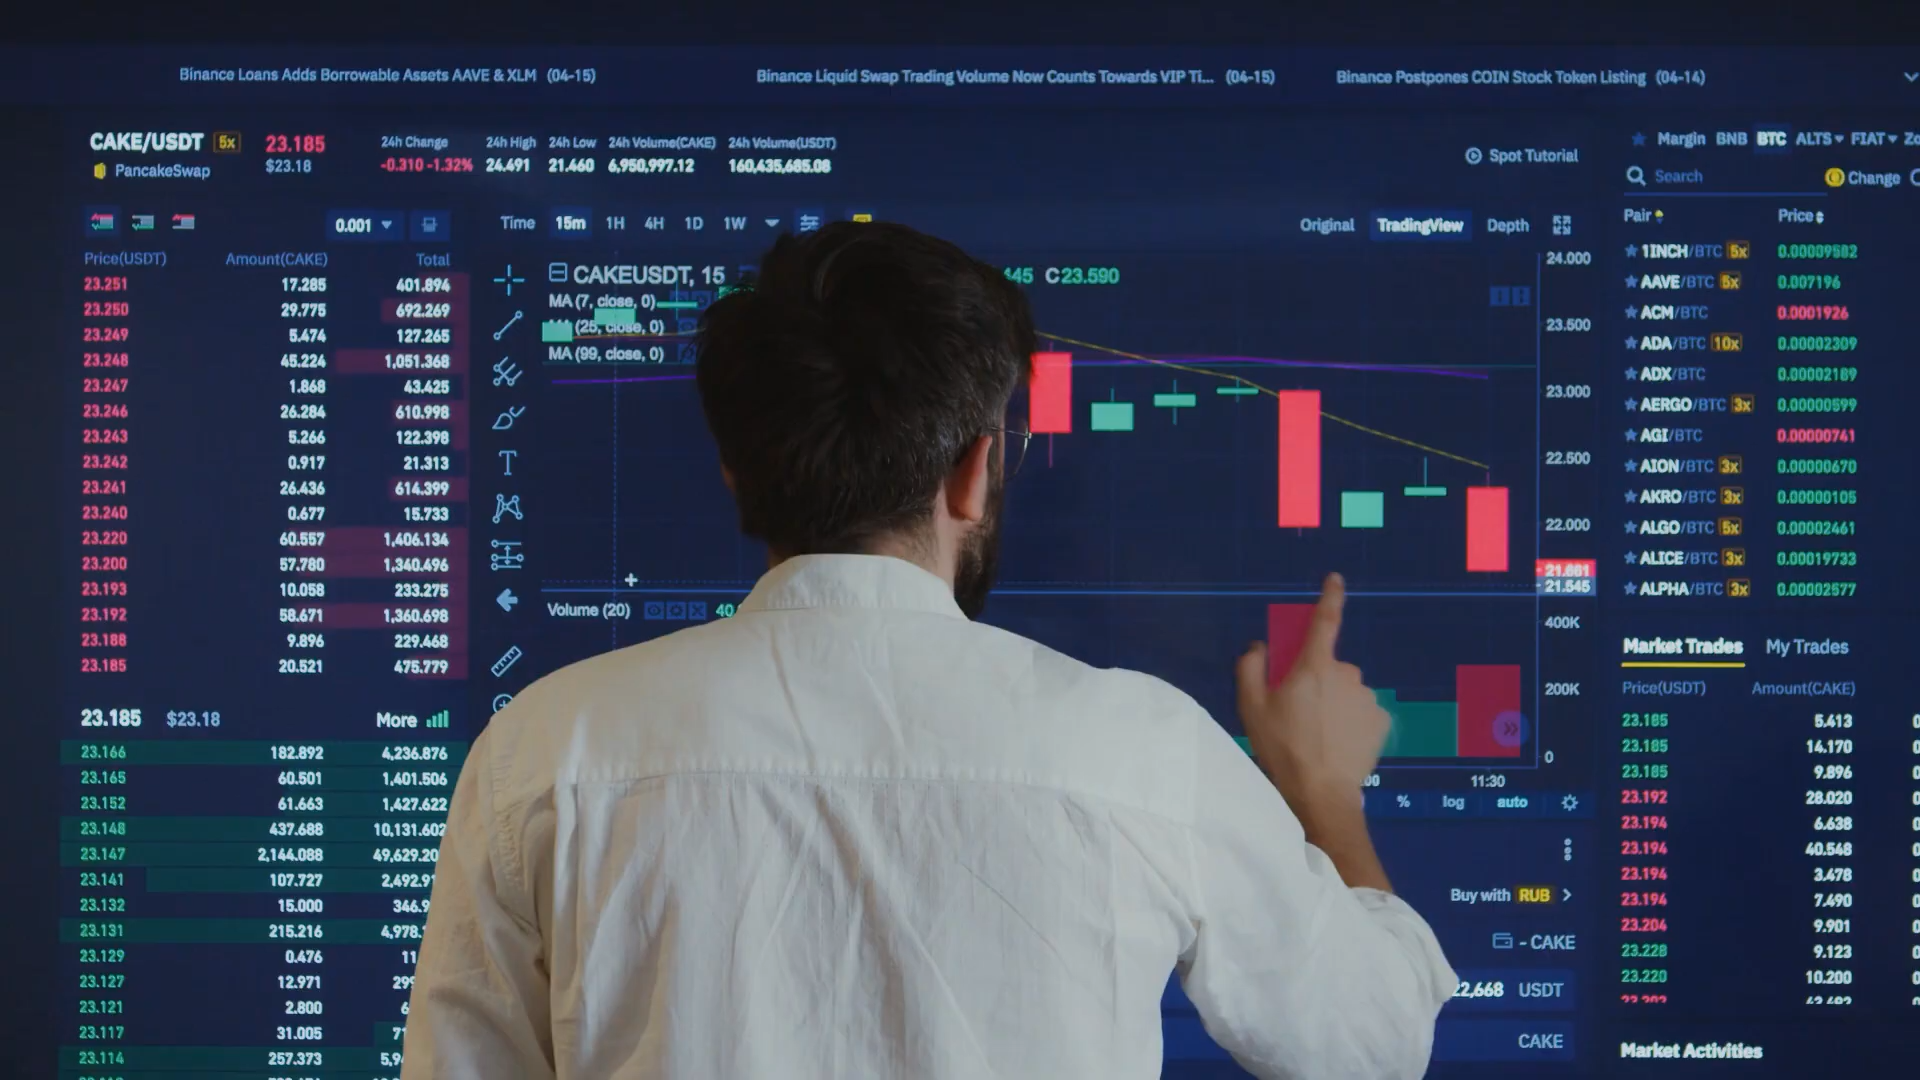 Binance Loans Adds Borrowable Assets AAVE & XLM (04-15) Binance Liquid Swap Trading Volume Now Counts Towards VIP Ti... (04-15) Binance Postpones COIN Stock Token Listing (04-14)
CAKE/USDT 5x 23.185 24h Change 24h High 24h Low 24h Volume(CAKE) 24h Volume(USDT)
PancakeSwap $23.18 -0.310 -1.32% 24.491 21.460 6,950,997.12 160,435,685.08
Spot Tutorial
0.001
Price(USDT) Amount(CAKE) Total
23.251 17.285 401.894
23.250 29.775 692.269
23.249 5.474 127.265
23.248 45.224 1,051.368
23.247 1.868 43.425
23.246 26.284 610.998
23.243 5.266 122.398
23.242 0.917 21.313
23.241 26.436 614.399
23.240 0.677 15.733
23.220 60.557 1,406.134
23.200 57.780 1,340.496
23.193 10.058 233.275
23.192 58.671 1,360.698
23.188 9.896 229.468
23.185 20.521 475.779
23.185 $23.18 More
23.166 182.892 4,236.876
23.165 60.501 1,401.506
23.152 61.663 1,427.622
23.148 437.688 10,131.602
23.147 2,144.088 49,629.20
23.141 107.727 2,492.9
23.132 15.000 346.9
23.131 215.216 4,978.
23.129 0.476 11
23.127 12.971 299
23.121 2.800 6
23.117 31.005 71
23.114 257.373 5,9
Time 15m 1H 4H 1D 1W Original TradingView Depth
CAKEUSDT, 15 445 C23.590
MA (7, close, 0)
(25, close, 0)
MA (99, close, 0)
24.000
23.500
23.000
22.500
22.000
21.661
21.545
Volume (20) 40
400K
200K
0
:00 11:30
% log auto
Buy with RUB
- CAKE
22,668 USDT
CAKE
Margin BNB BTC ALTS FIAT Zo
Search Change
Pair Price
1INCH/BTC 5x 0.00009582
AAVE/BTC 5x 0.007196
ACM/BTC 0.0001926
ADA/BTC 10x 0.00002309
ADX/BTC 0.00002189
AERGO/BTC 3x 0.00000599
AGI/BTC 0.00000741
AION/BTC 3x 0.00000670
AKRO/BTC 3x 0.00000105
ALGO/BTC 5x 0.00002461
ALICE/BTC 3x 0.00019733
ALPHA/BTC 3x 0.00002577
Market Trades My Trades
Price(USDT) Amount(CAKE)
23.185 5.413
23.185 14.170
23.185 9.896
23.192 28.020
23.194 6.638
23.194 40.548
23.194 3.478
23.194 7.490
23.204 9.901
23.228 9.123
23.220 10.200
Market Activities